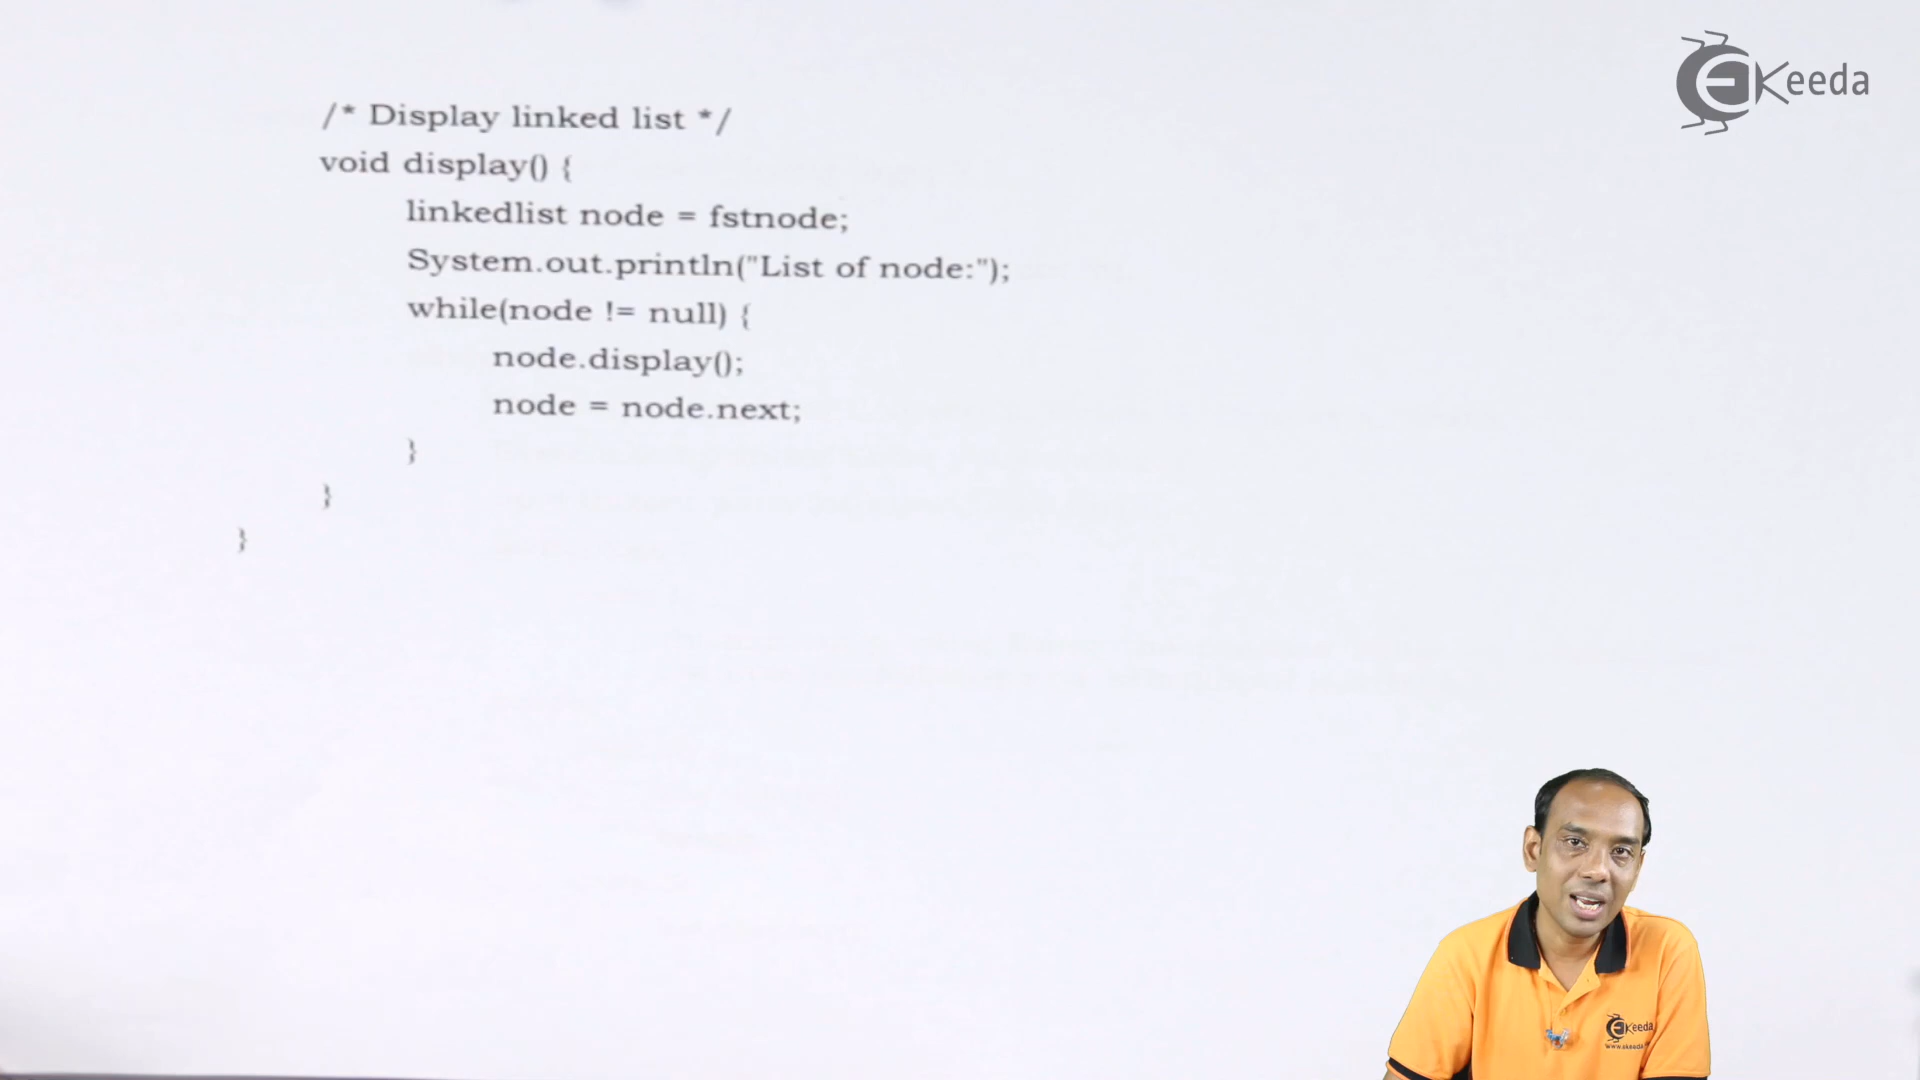 /* Display linked list */
void display() {
linkedlist node = fstnode;
System.out.println("List of node:");
while(node != null) {
node.display();
node = node.next;
}
}
}
eKeeda
eKeeda